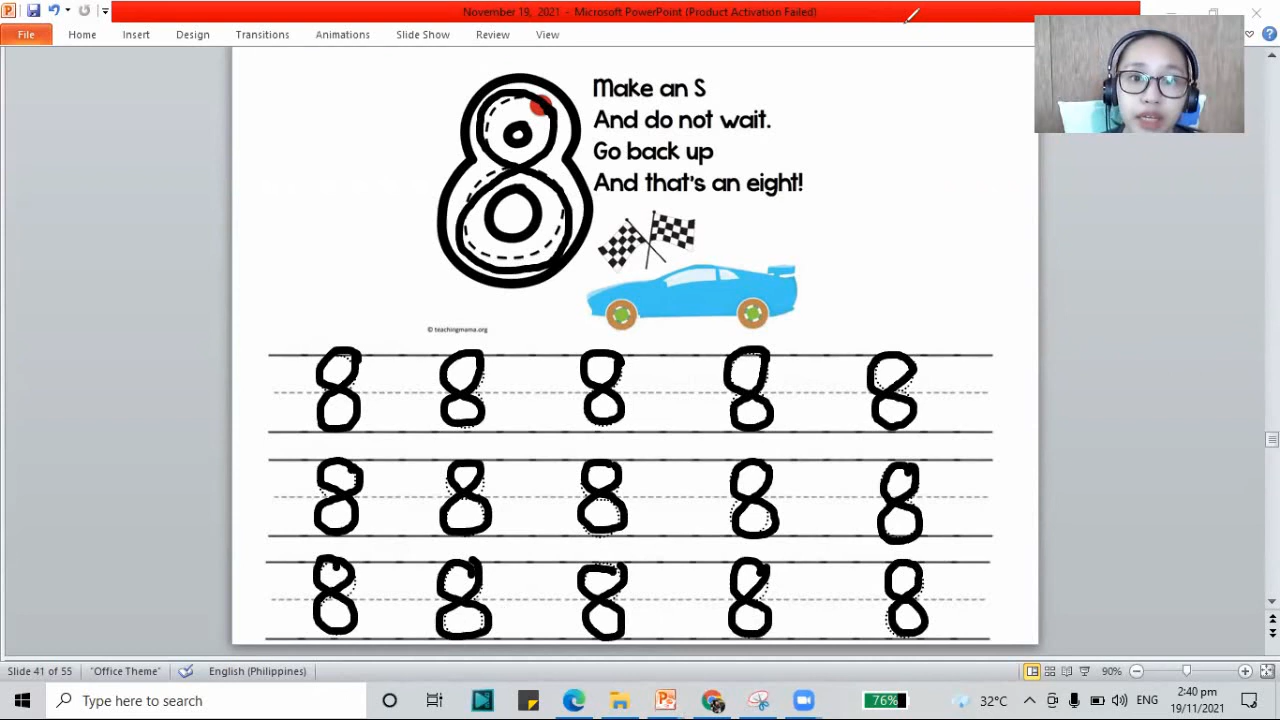 November 19, 2021 - Microsoft PowerPoint (Product Activation Failed)
File Home Insert Design Transitions Animations Slide Show Review View
8
Make an S
And do not wait.
Go back up
And that's an eight!
© teachingmama.org
8 8 8 8 8
8 8 8 8 8
8 8 8 8 8
Slide 41 of 55 "Office Theme" English (Philippines) 90%
Type here to search 76% 32°C ENG 2:40 pm
19/11/2021